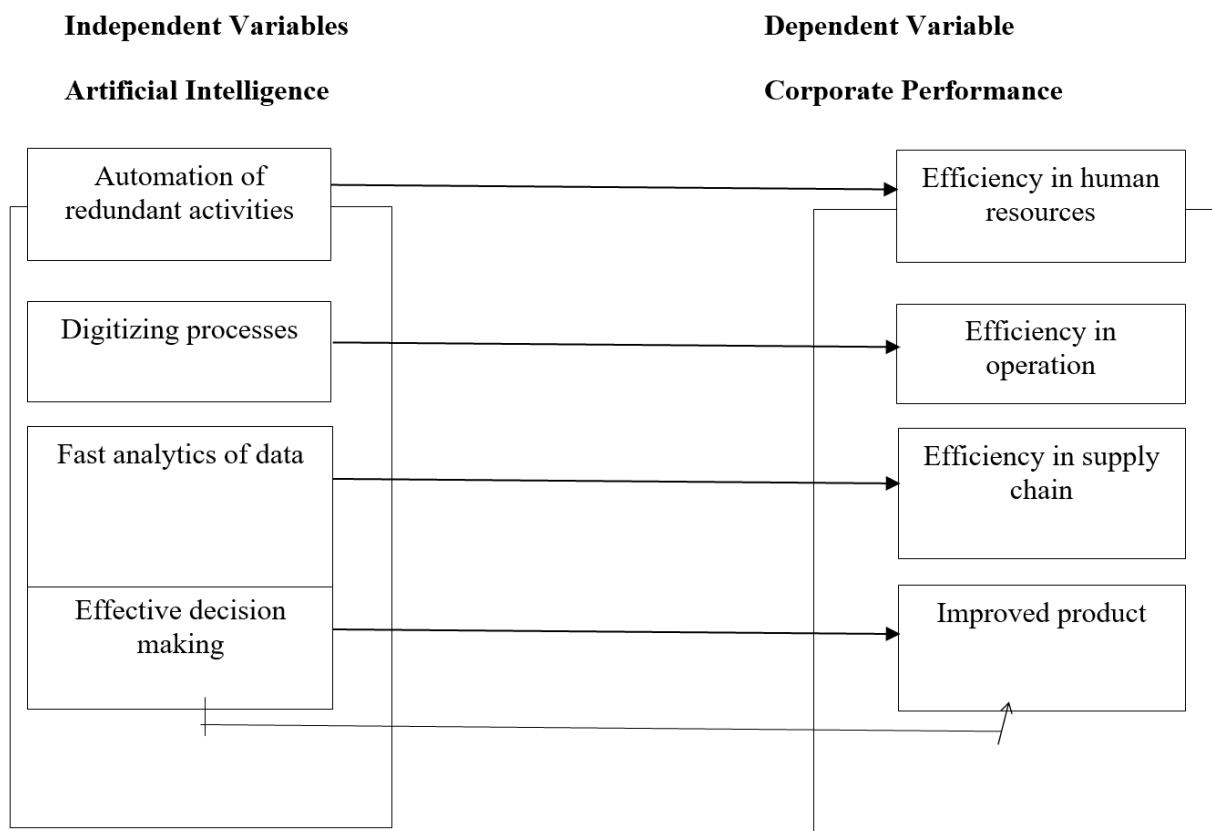 Independent Variables
Dependent Variable
Artificial Intelligence
Corporate Performance
Automation of
redundant activities
Efficiency in human
resources
Digitizing processes
Efficiency in
operation
Fast analytics of data
Efficiency in supply
chain
Effective decision
making
Improved product